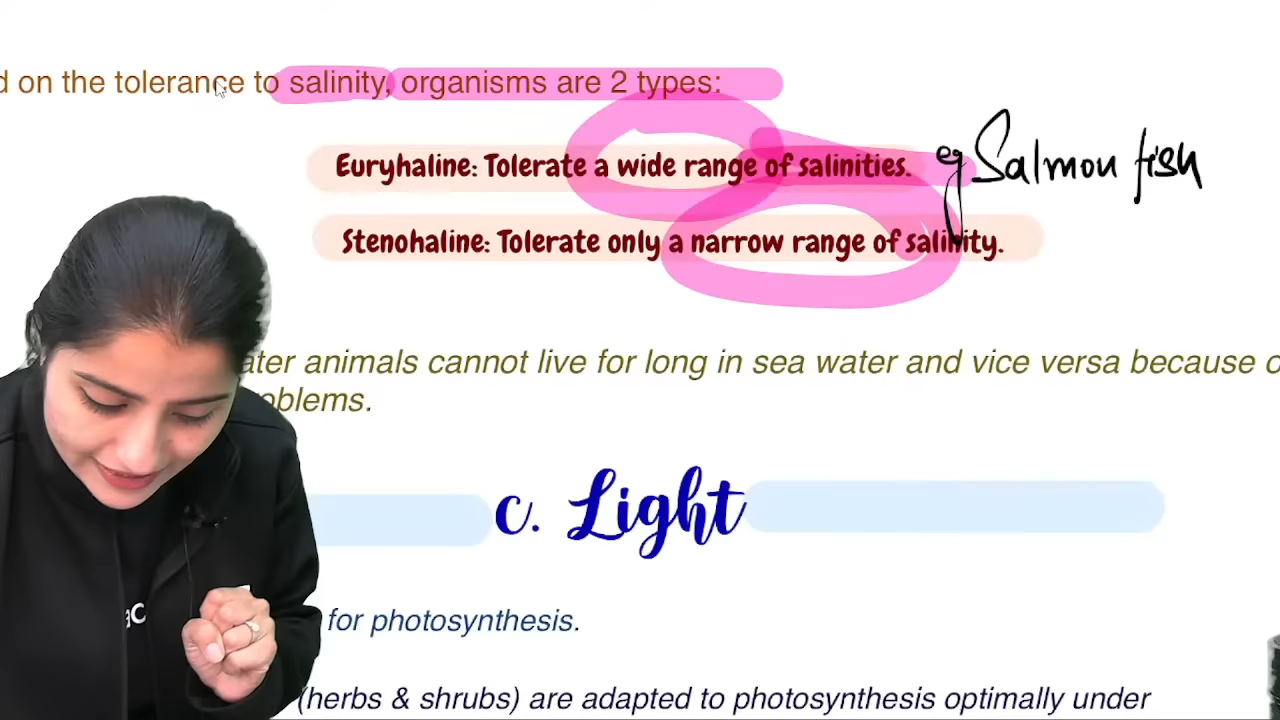 d on the tolerance to salinity, organisms are 2 types:
Euryhaline: Tolerate a wide range of salinities. eg Salmon fish
Stenohaline: Tolerate only a narrow range of salinity.
ater animals cannot live for long in sea water and vice versa because o
oblems.
C. Light
ac
for photosynthesis.
(herbs & shrubs) are adapted to photosynthesis optimally under